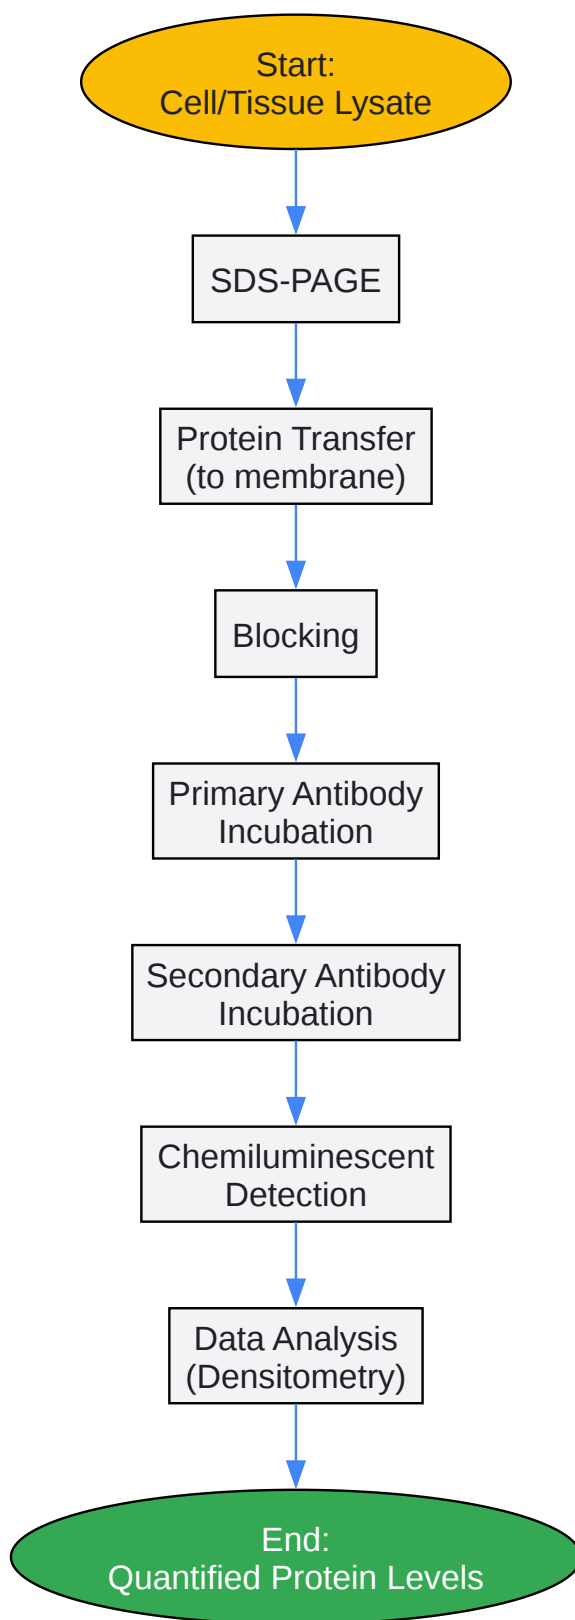 Start:
Cell/Tissue Lysate
SDS-PAGE
Protein Transfer
(to membrane)
Blocking
Primary Antibody
Incubation
Secondary Antibody
Incubation
Chemiluminescent
Detection
Data Analysis
(Densitometry)
End:
Quantified Protein Levels